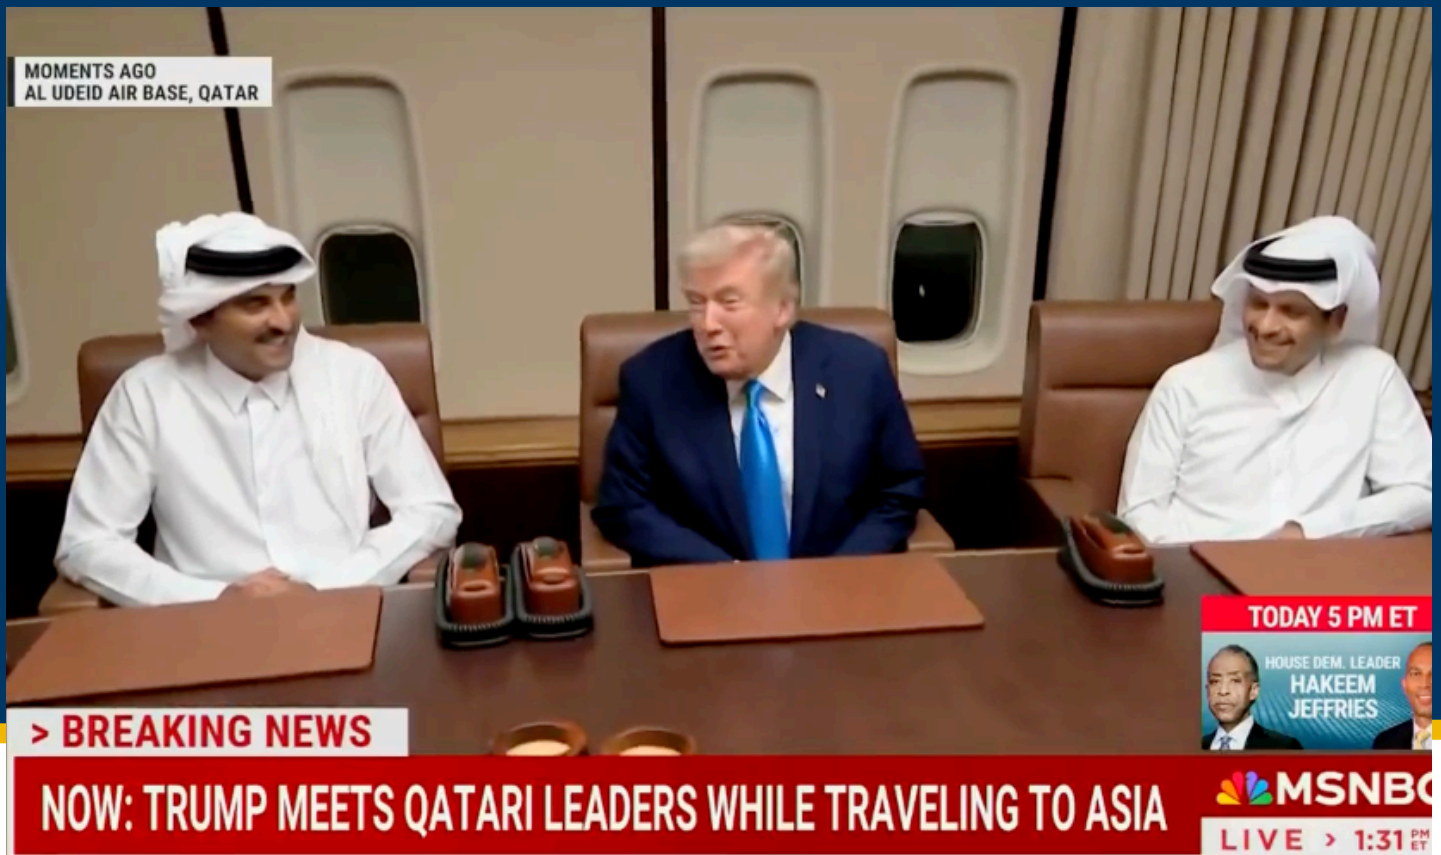 MOMENTS AGO
AL UDEID AIR BASE, QATAR
TODAY 5 PM ET
HOUSE DEM. LEADER
HAKEEM
JEFFRIES
> BREAKING NEWS
NOW: TRUMP MEETS QATARI LEADERS WHILE TRAVELING TO ASIA
MSNBC
LIVE > 1:31 PM ET